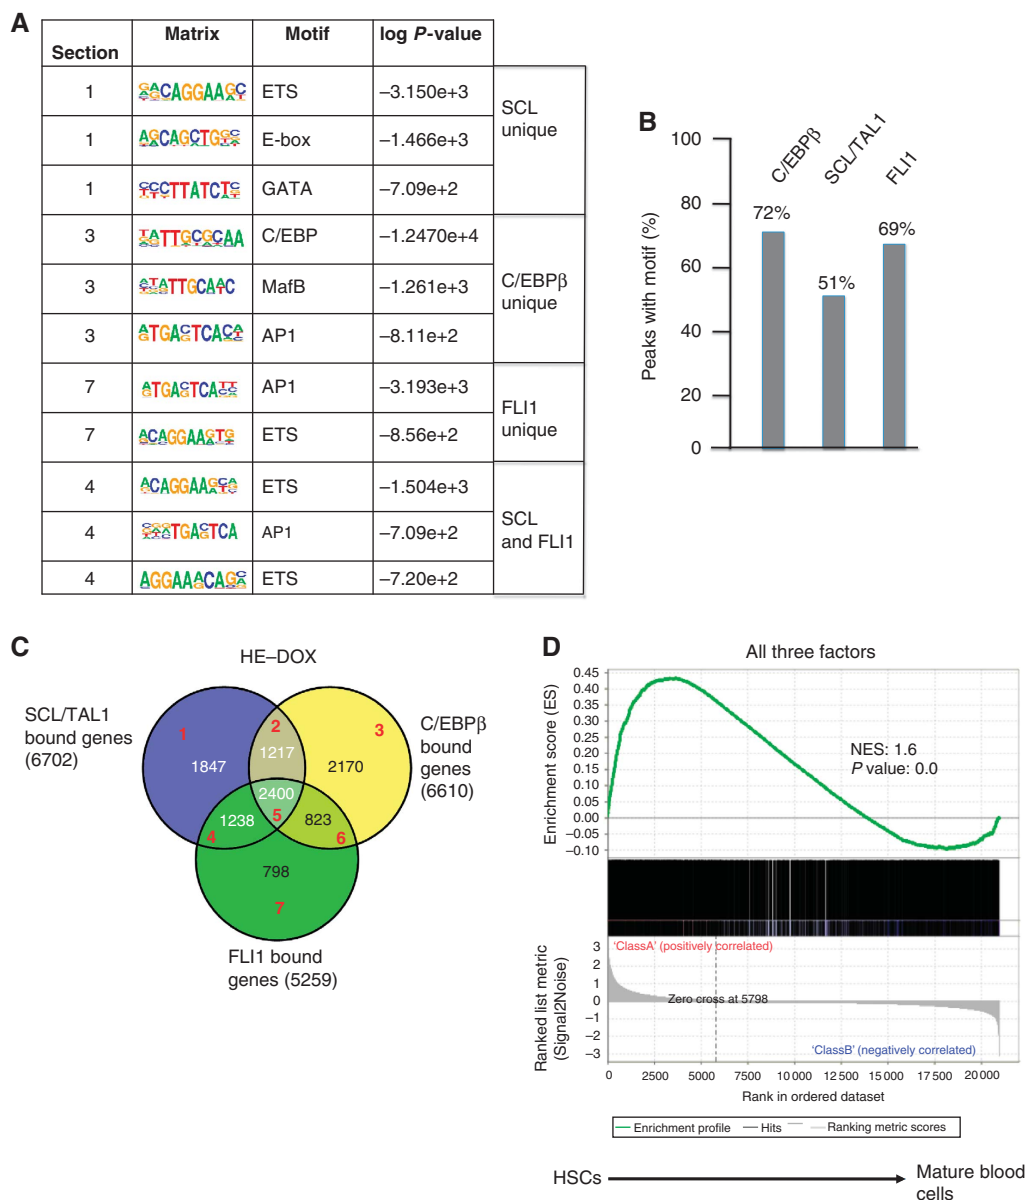 A
Section Matrix Motif log P-value
1 ETS −3.150e+3
1 E-box −1.466e+3
1 GATA −7.09e+2
SCL
unique
3 C/EBP −1.2470e+4
3 MafB −1.261e+3
3 AP1 −8.11e+2
C/EBPβ
unique
7 AP1 −3.193e+3
7 ETS −8.56e+2
FLI1
unique
4 ETS −1.504e+3
4 AP1 −7.09e+2
4 ETS −7.20e+2
SCL
and FLI1
B
C/EBPβ SCL/TAL1 FLI1
Peaks with motif (%)
100
80
60
40
20
0
72%
51%
69%
C
HE–DOX
SCL/TAL1
bound genes
(6702)
C/EBPβ
bound
genes
(6610)
1 2 3
1847 1217 2170
2400
1238 5 823
4 6
798
7
FLI1 bound
genes (5259)
D
All three factors
Enrichment score (ES)
0.45
0.40
0.35
0.30
0.25
0.20
0.15
0.10
0.05
0.00
−0.05
−0.10
NES: 1.6
P value: 0.0
Ranked list metric
(Signal2Noise)
3
2
1
0
−1
−2
−3
‘ClassA’ (positively correlated)
Zero cross at 5798
‘ClassB’ (negatively correlated)
0 2500 5000 7500 10 000 12 500 15 000 17 500 20 000
Rank in ordered dataset
Enrichment profile Hits Ranking metric scores
HSCs Mature blood
cells